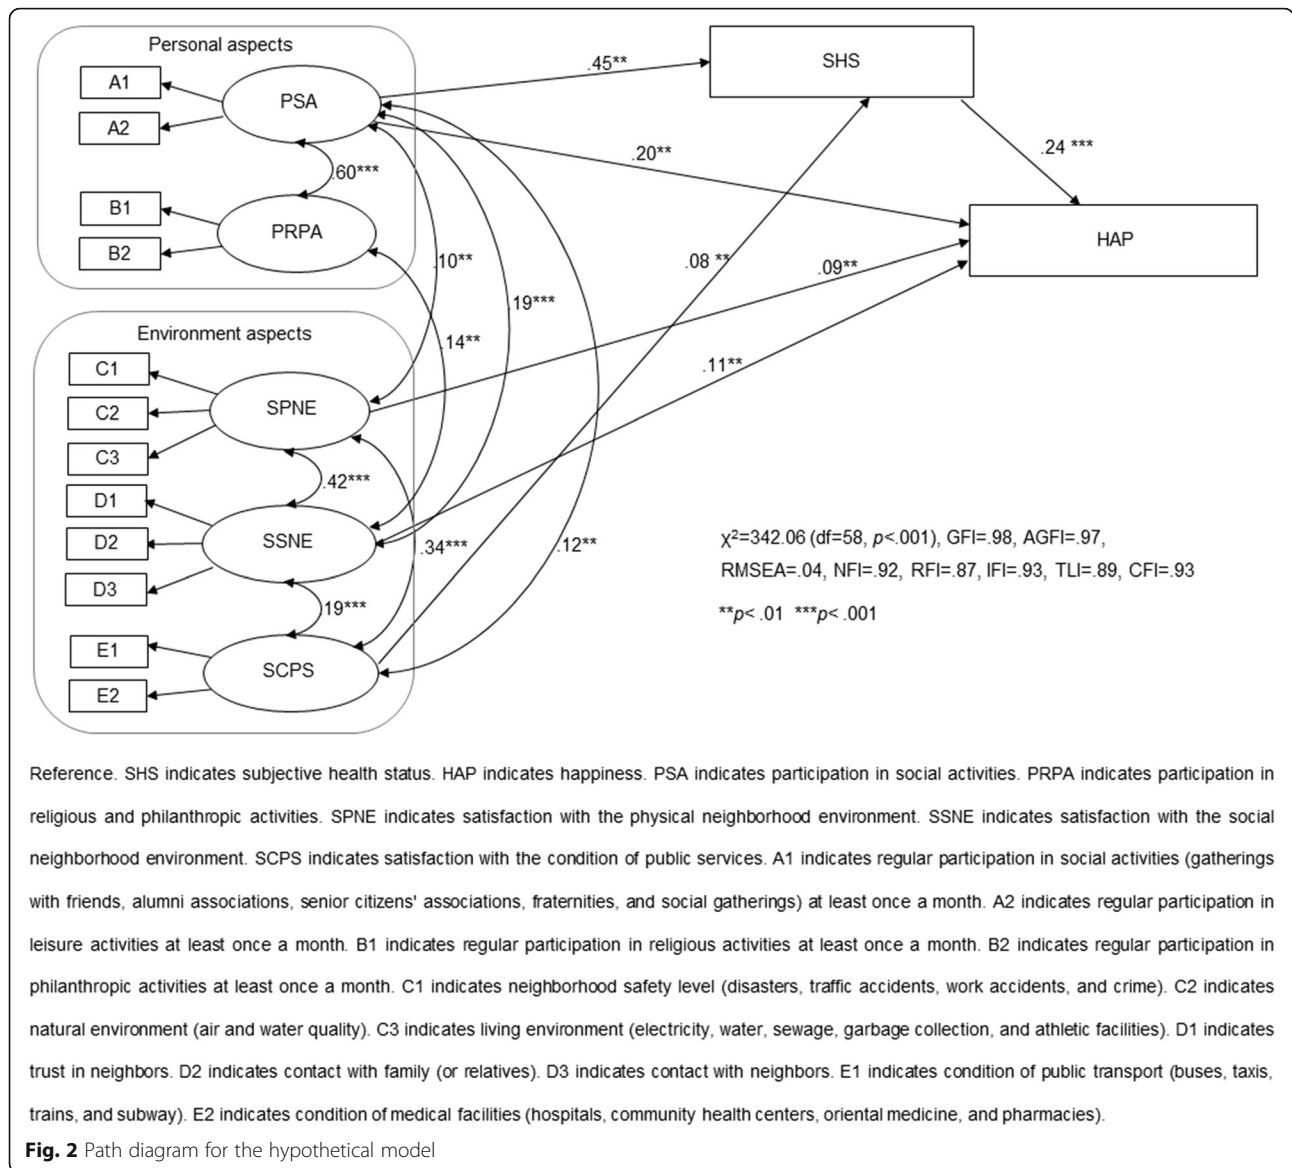 Personal aspects
A1
PSA
A2
.60***
B1
PRPA
B2
SHS
.45**
.20**
.24 ***
HAP
.10**
.08 **
.09**
19***
.14**
.11**
Environment aspects
C1
C2
SPNE
C3
.42***
D1
D2
SSNE
D3
.34***
.12**
19***
E1
SCPS
E2
χ²=342.06 (df=58, p<.001), GFI=.98, AGFI=.97,
RMSEA=.04, NFI=.92, RFI=.87, IFI=.93, TLI=.89, CFI=.93
**p< .01 ***p< .001
Reference. SHS indicates subjective health status. HAP indicates happiness. PSA indicates participation in social activities. PRPA indicates participation in
religious and philanthropic activities. SPNE indicates satisfaction with the physical neighborhood environment. SSNE indicates satisfaction with the social
neighborhood environment. SCPS indicates satisfaction with the condition of public services. A1 indicates regular participation in social activities (gatherings
with friends, alumni associations, senior citizens' associations, fraternities, and social gatherings) at least once a month. A2 indicates regular participation in
leisure activities at least once a month. B1 indicates regular participation in religious activities at least once a month. B2 indicates regular participation in
philanthropic activities at least once a month. C1 indicates neighborhood safety level (disasters, traffic accidents, work accidents, and crime). C2 indicates
natural environment (air and water quality). C3 indicates living environment (electricity, water, sewage, garbage collection, and athletic facilities). D1 indicates
trust in neighbors. D2 indicates contact with family (or relatives). D3 indicates contact with neighbors. E1 indicates condition of public transport (buses, taxis,
trains, and subway). E2 indicates condition of medical facilities (hospitals, community health centers, oriental medicine, and pharmacies).
Fig. 2 Path diagram for the hypothetical model